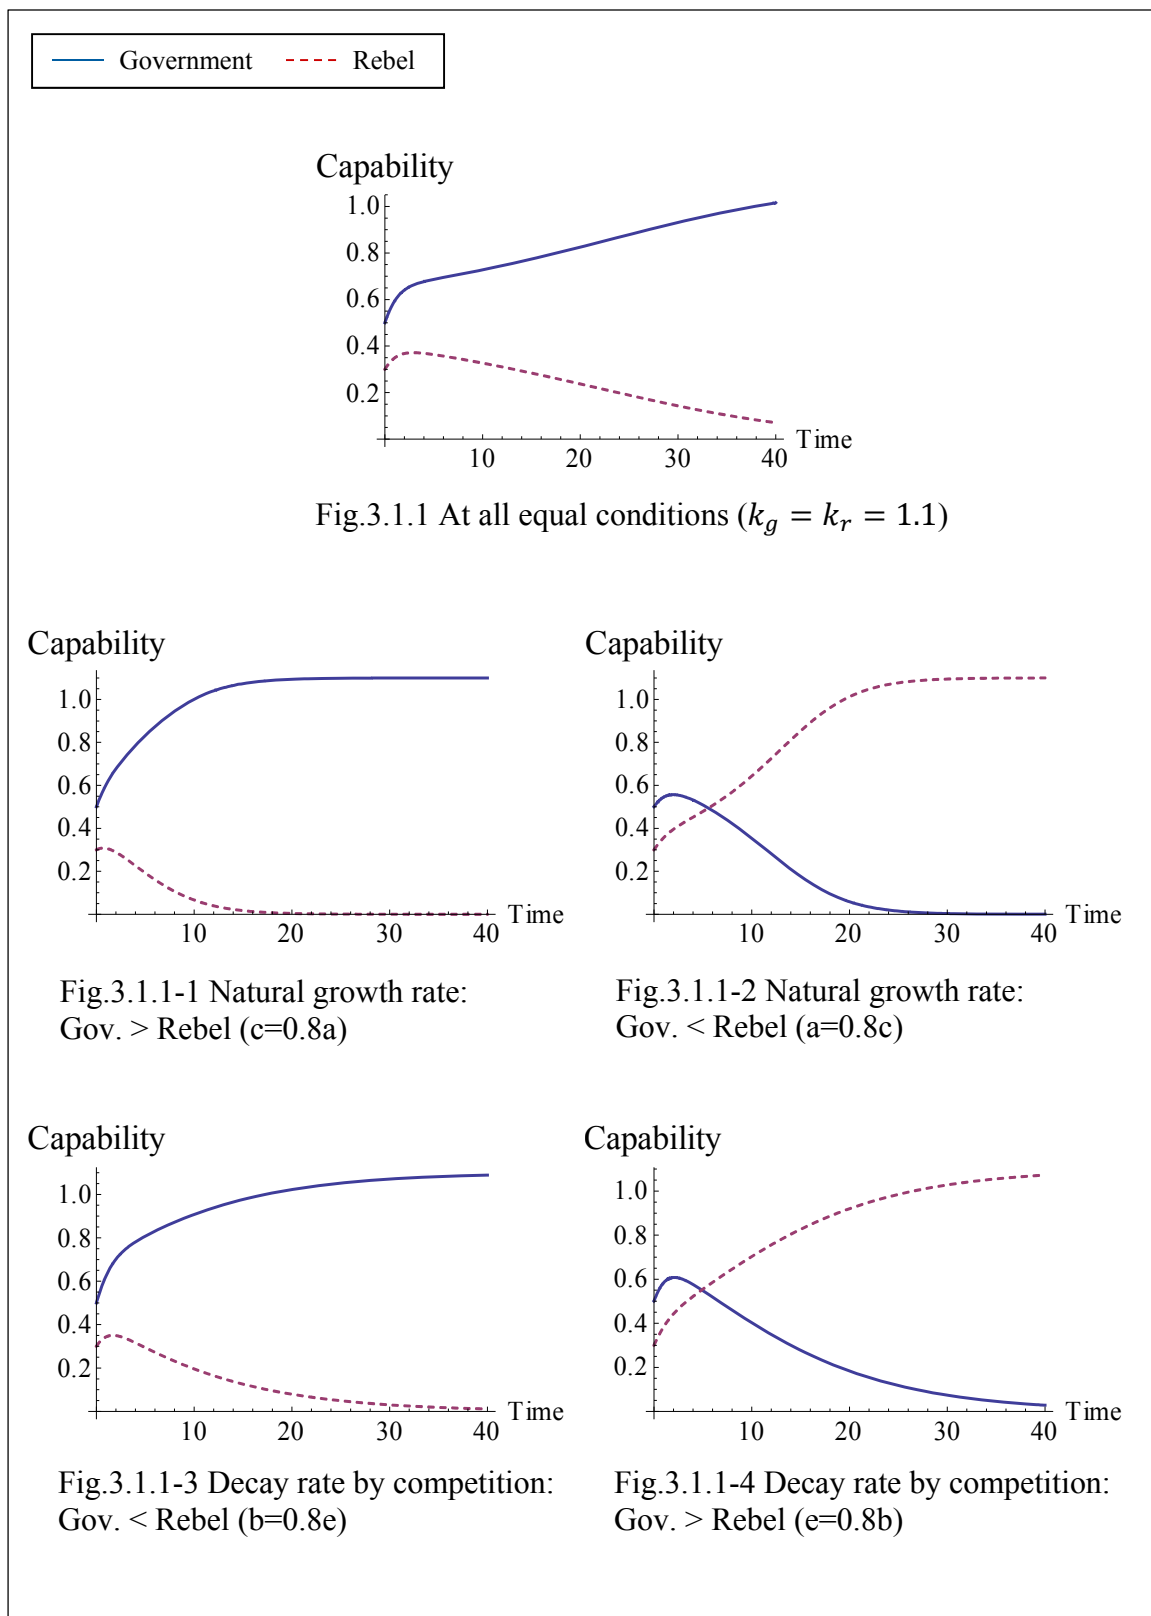 Government Rebel
Capability
1.0
0.8
0.6
0.4
0.2
Time
10 20 30 40
Fig.3.1.1 At all equal conditions (k_g = k_r = 1.1)
Capability
1.0
0.8
0.6
0.4
0.2
Time
10 20 30 40
Fig.3.1.1-1 Natural growth rate:
Gov. > Rebel (c=0.8a)
Capability
1.0
0.8
0.6
0.4
0.2
Time
10 20 30 40
Fig.3.1.1-2 Natural growth rate:
Gov. < Rebel (a=0.8c)
Capability
1.0
0.8
0.6
0.4
0.2
Time
10 20 30 40
Fig.3.1.1-3 Decay rate by competition:
Gov. < Rebel (b=0.8e)
Capability
1.0
0.8
0.6
0.4
0.2
Time
10 20 30 40
Fig.3.1.1-4 Decay rate by competition:
Gov. > Rebel (e=0.8b)